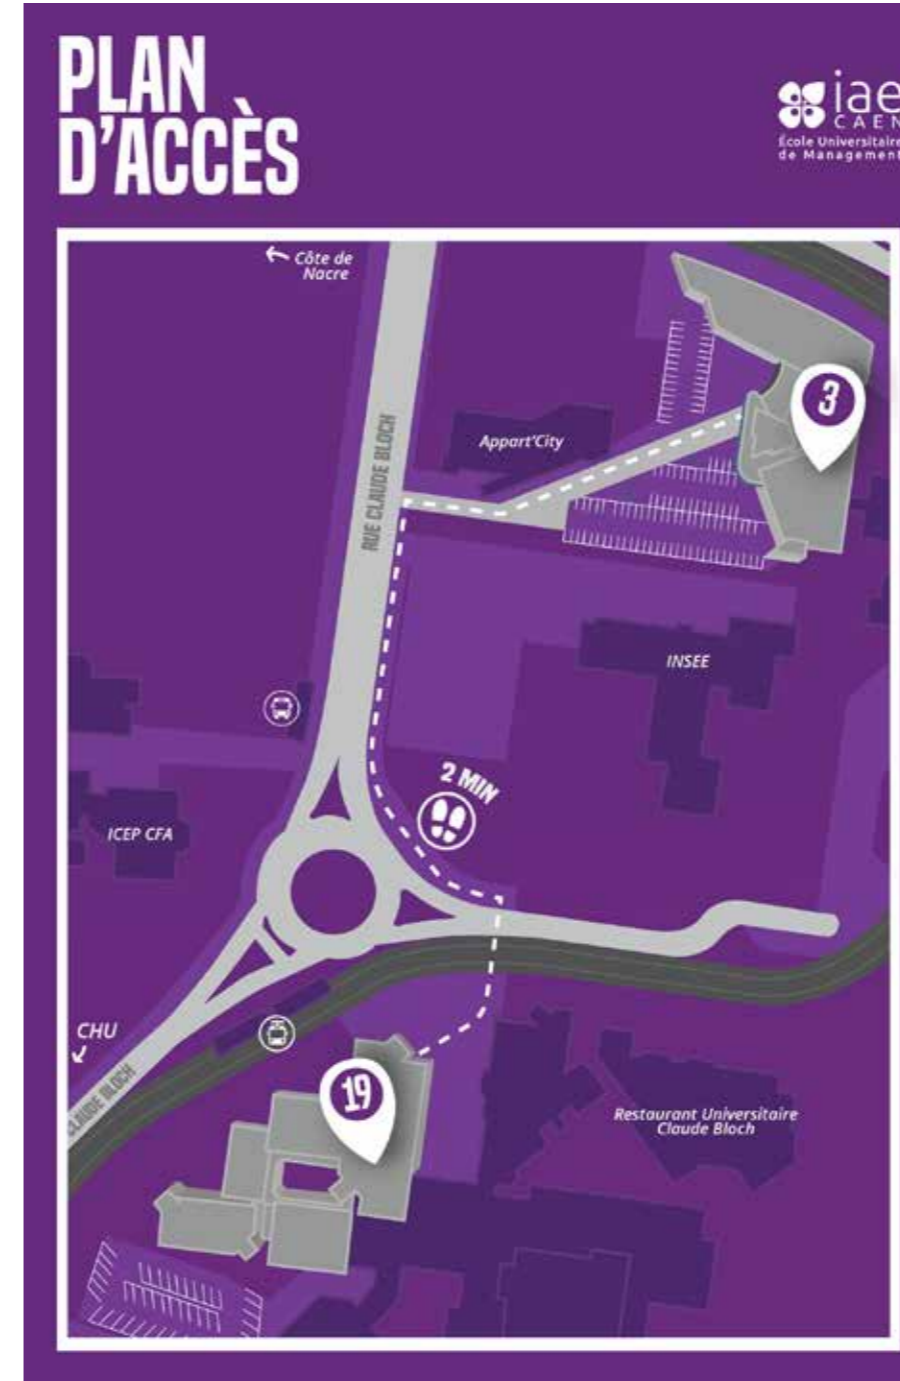 PLAN
D'ACCÈS
iae
CAEN
École Universitaire
de Management
Côte de
Nacre
3
Appart'City
RUE CLAUDE BLOCH
INSEE
2 MIN
ICEP CFA
CHU
CLAUDE BLOCH
19
Restaurant Universitaire
Claude Bloch